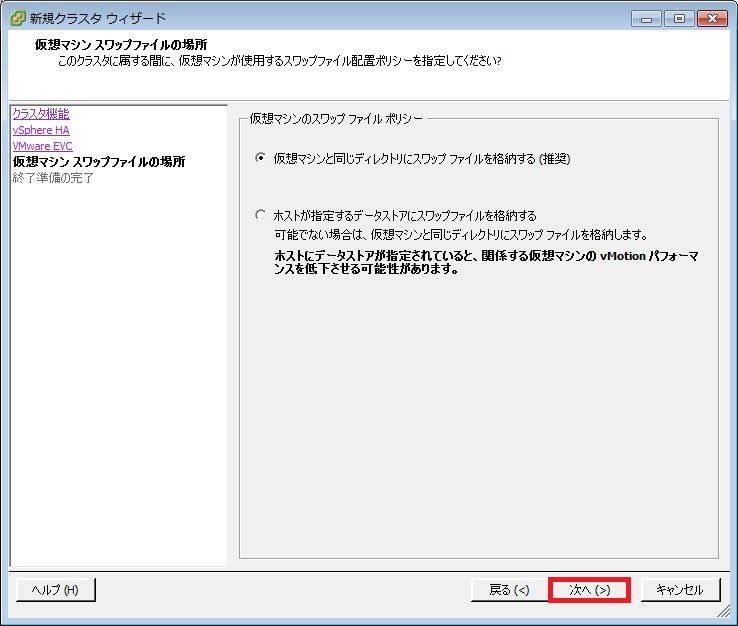 新規クラスタ ウィザード
仮想マシン スワップファイルの場所
このクラスタに属する間に、仮想マシンが使用するスワップファイル配置ポリシーを指定してください?
クラスタ機能
vSphere HA
VMware EVC
仮想マシン スワップファイルの場所
終了準備の完了
仮想マシンのスワップ ファイル ポリシー
仮想マシンと同じディレクトリにスワップ ファイルを格納する (推奨)
ホストが指定するデータストアにスワップファイルを格納する
可能でない場合は、仮想マシンと同じディレクトリにスワップ ファイルを格納します。
ホストにデータストアが指定されていると、関係する仮想マシンの vMotion パフォーマ
ンスを低下させる可能性があります。
ヘルプ (H)
戻る (<)
次へ (>)
キャンセル